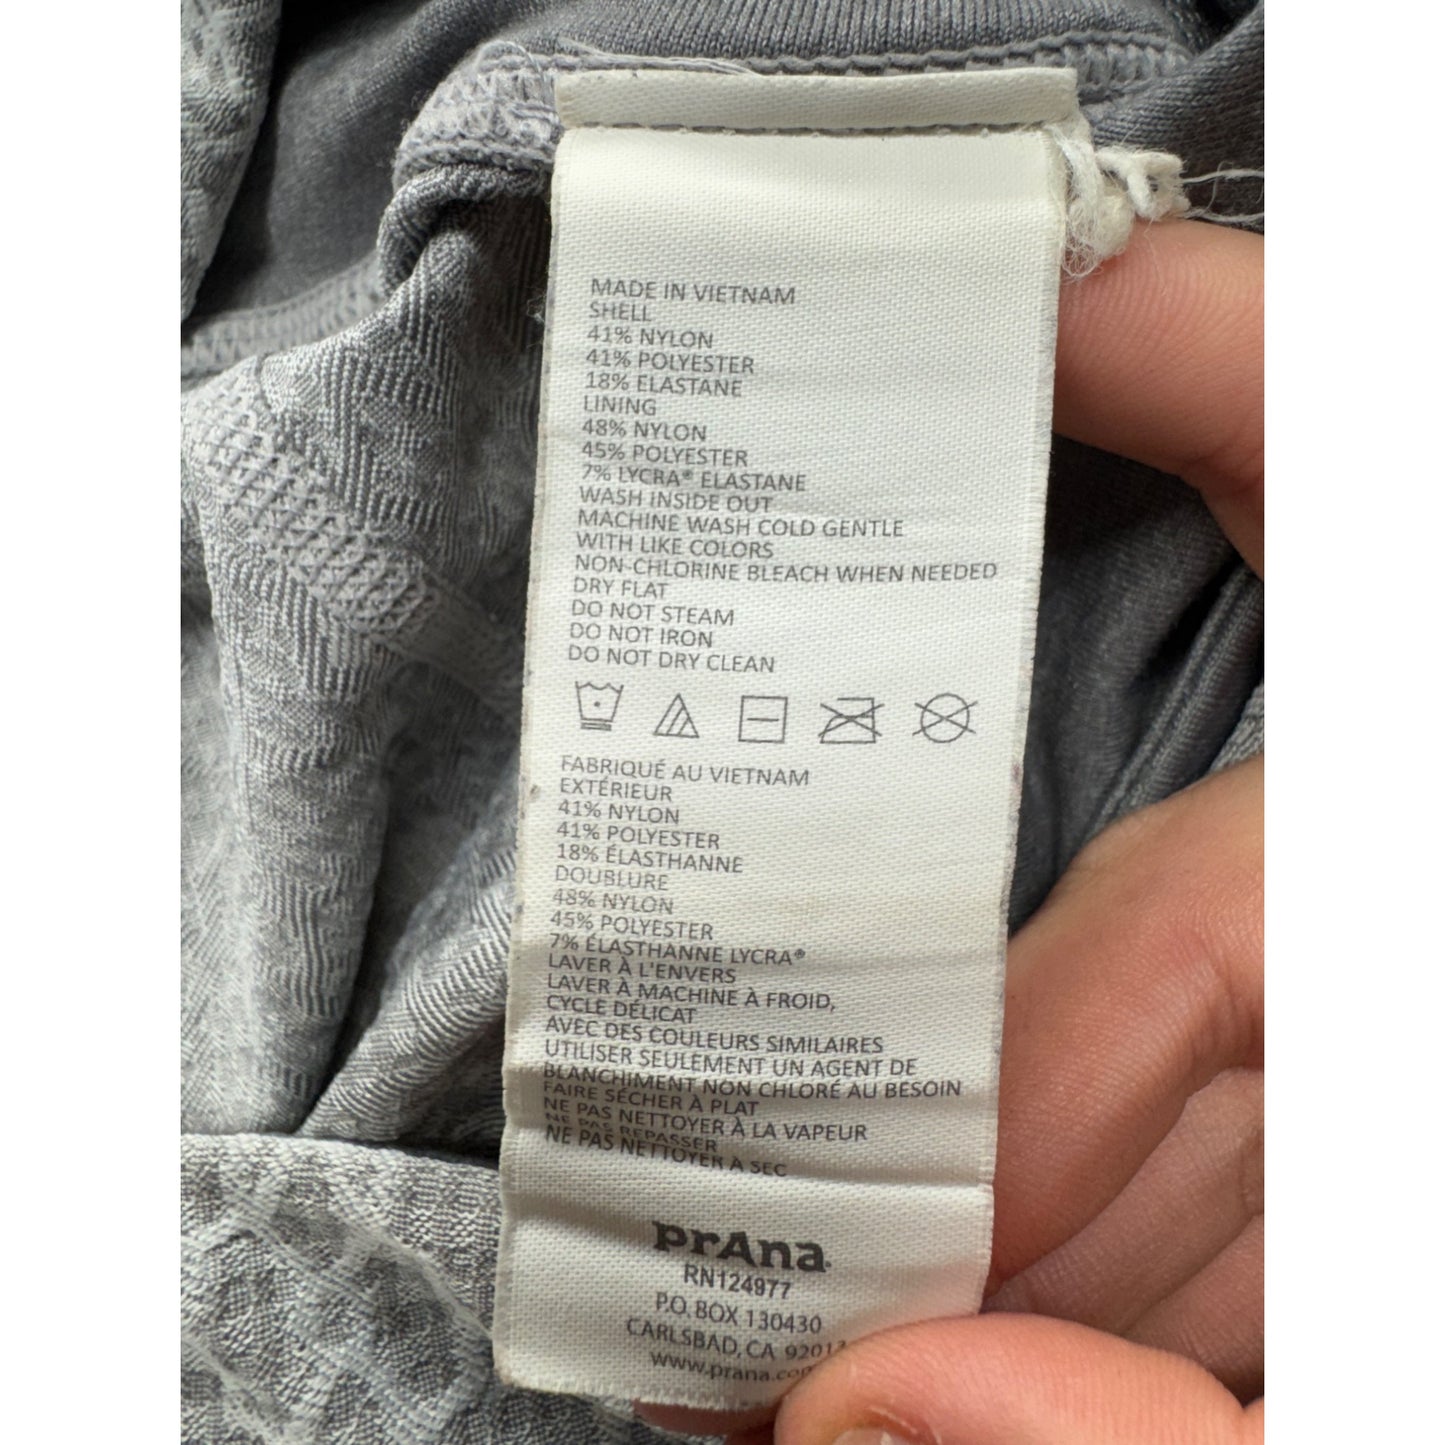 MADE IN VIETNAM
SHELL
41% NYLON
41% POLYESTER
18% ELASTANE
LINING
48% NYLON
45% POLYESTER
7% LYCRA® ELASTANE
WASH INSIDE OUT
MACHINE WASH COLD GENTLE
WITH LIKE COLORS
NON-CHLORINE BLEACH WHEN NEEDED
DRY FLAT
DO NOT STEAM
DO NOT IRON
DO NOT DRY CLEAN
FABRIQUÉ AU VIETNAM
EXTÉRIEUR
41% NYLON
41% POLYESTER
18% ÉLASTHANNE
DOUBLURE
48% NYLON
45% POLYESTER
7% ÉLASTHANNE LYCRA®
LAVER À L'ENVERS
LAVER À MACHINE À FROID,
CYCLE DÉLICAT
AVEC DES COULEURS SIMILAIRES
UTILISER SEULEMENT UN AGENT DE
BLANCHIMENT NON CHLORÉ AU BESOIN
FAIRE SÉCHER À PLAT
NE PAS NETTOYER À LA VAPEUR
NE PAS REPASSER
NE PAS NETTOYER À SEC
prAna
RN124977
P.O. BOX 130430
CARLSBAD, CA
www.prana.co